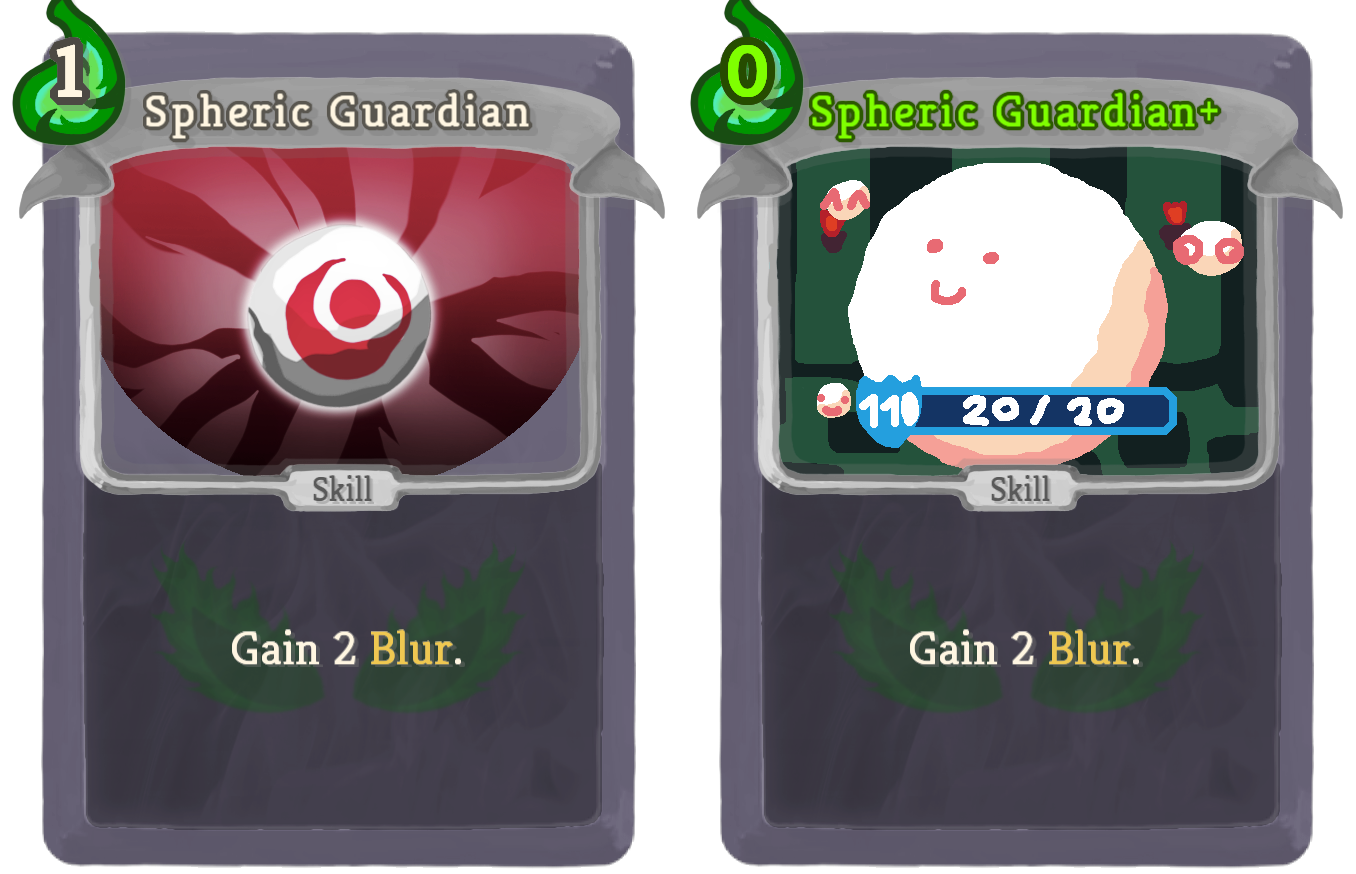 1
Spheric Guardian
Skill
Gain 2 Blur.
0
Spheric Guardian+
110 20 / 20
Skill
Gain 2 Blur.